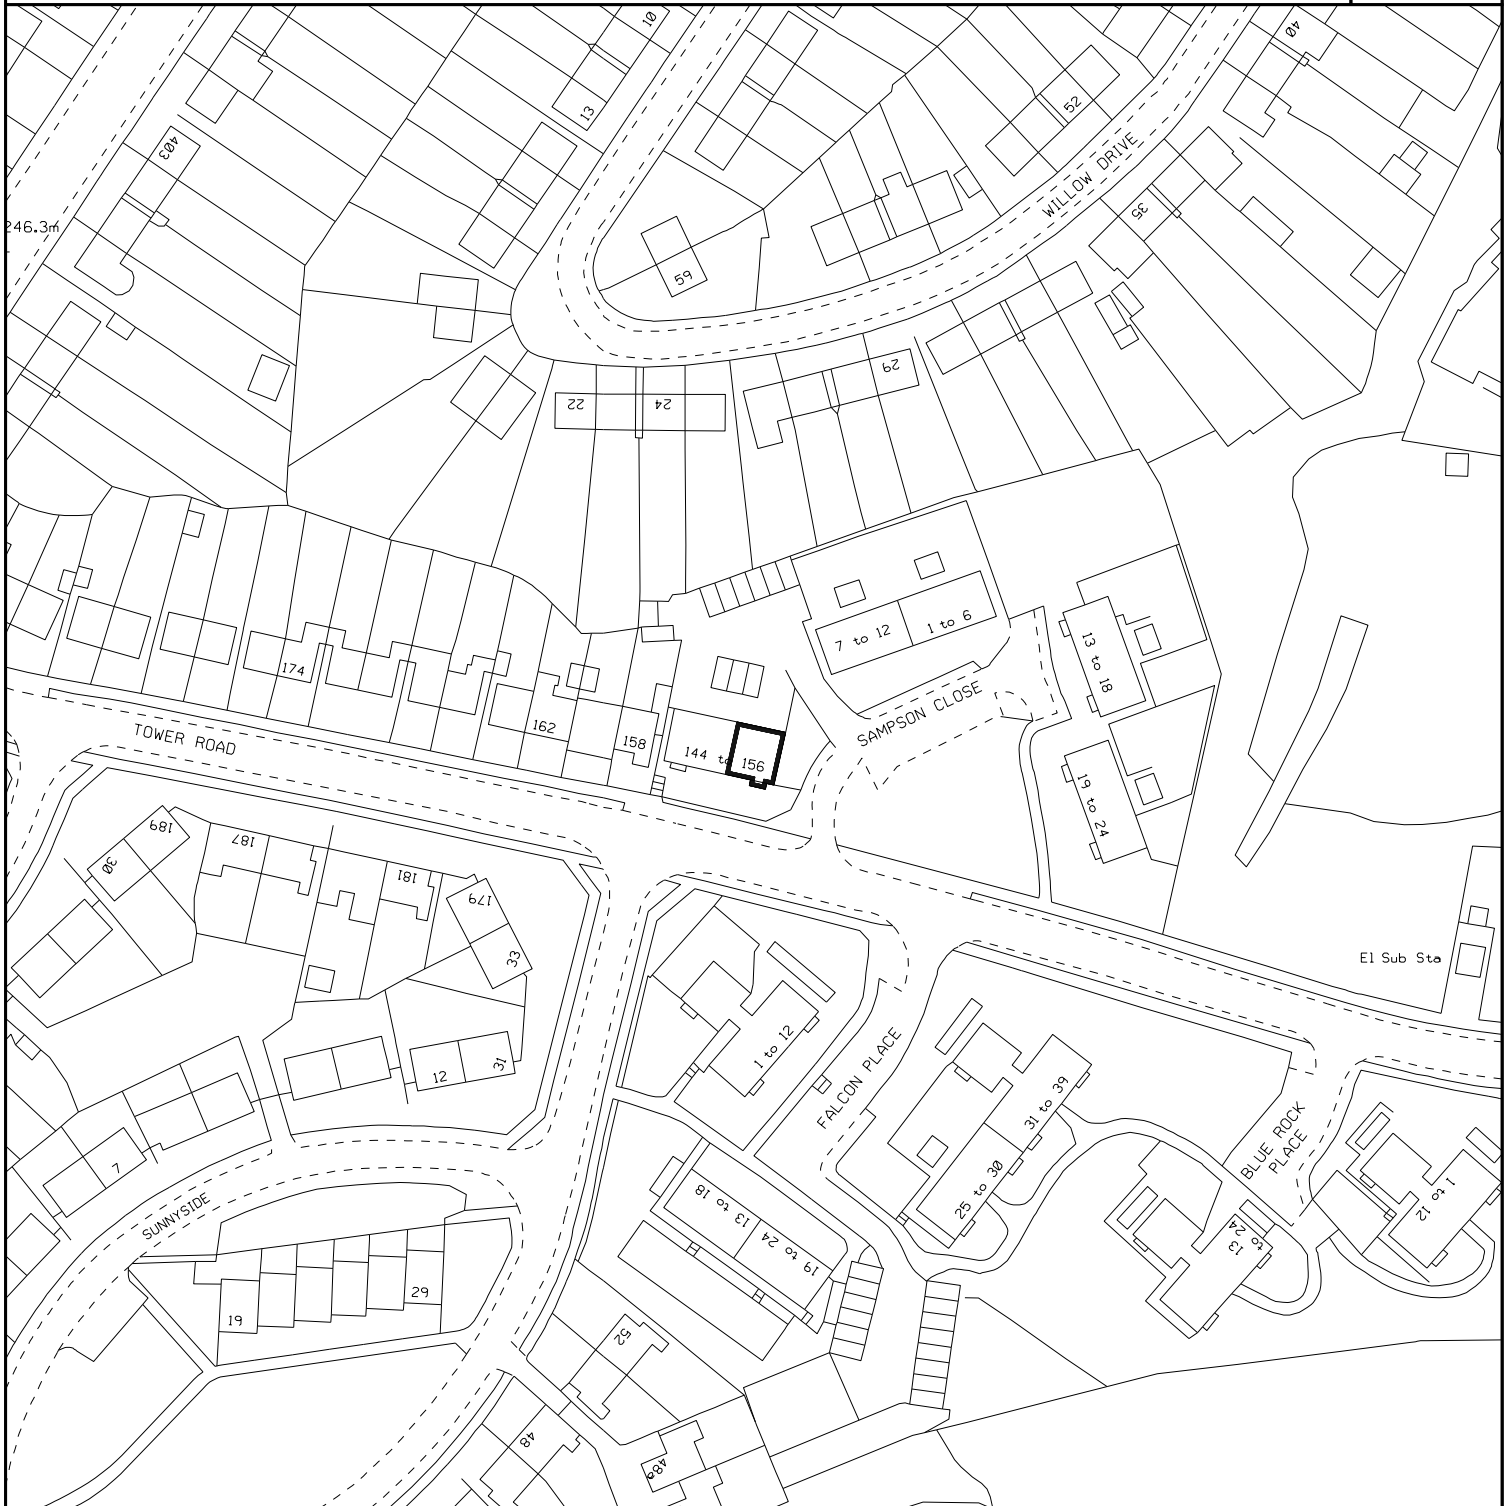 10
40
13
52
403
WILLOW DRIVE
35
246.3m
59
29
22
24
7 to 12
1 to 6
13 to 18
174
SAMPSON CLOSE
162
158
TOWER ROAD
144 to
156
19 to 24
189
187
30
181
179
33
El Sub Sta
1 to 12
FALCON PLACE
12
31
31 to 39
BLUE ROCK
PLACE
7
25 to 30
13 to 18
1 to 12
SUNNYSIDE
19 to 24
13
to
24
29
19
52
48
48a